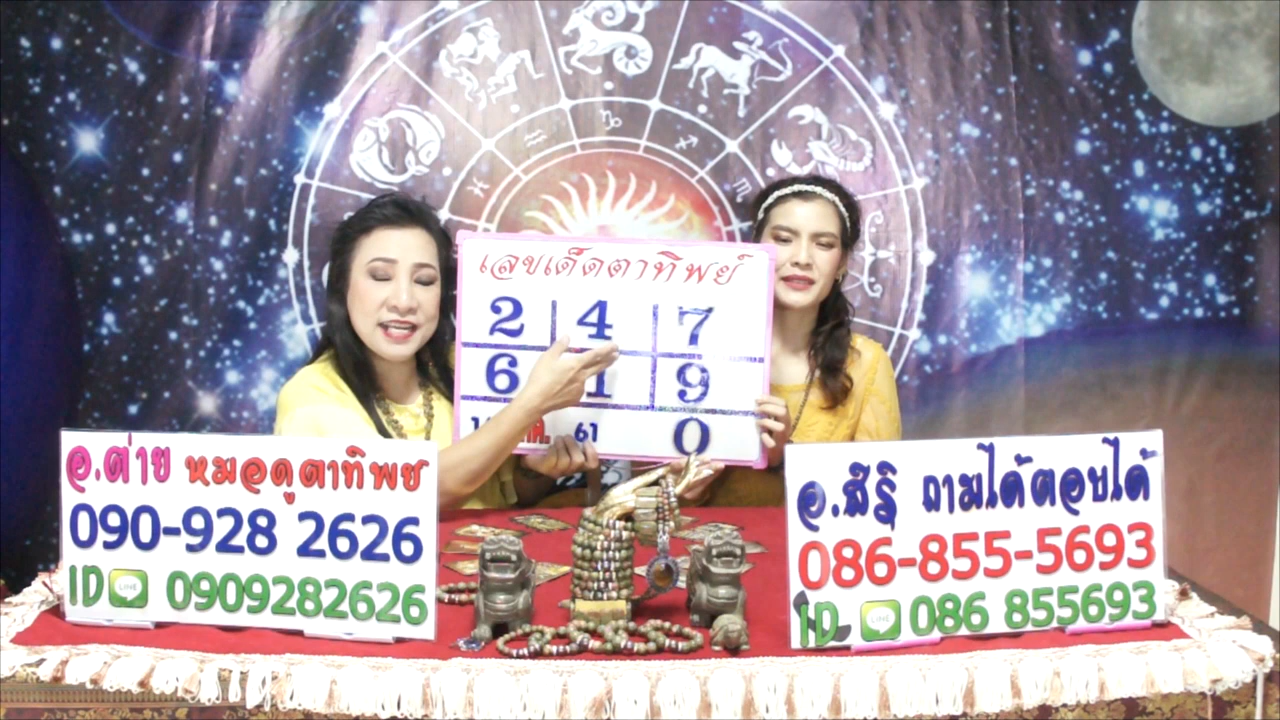 เลขเด็ดตาทิพย์
2 4 7
6 1 9
61 0
อ.ต่าย หมอดูตาทิพย
090-928 2626
ID LINE 0909282626
อ.สิริ ถามได้ตอบได้
086-855-5693
ID LINE 086 855693